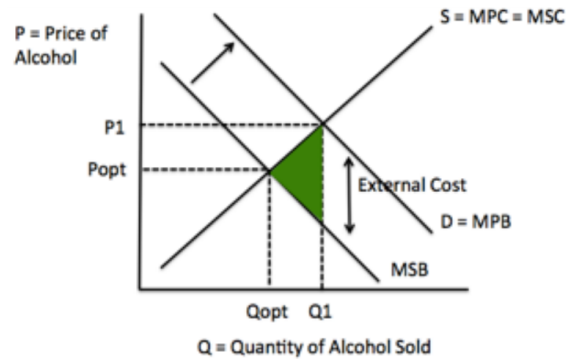 P = Price of
Alcohol
S = MPC = MSC
P1
Popt
External Cost
D = MPB
MSB
Qopt
Q1
Q = Quantity of Alcohol Sold